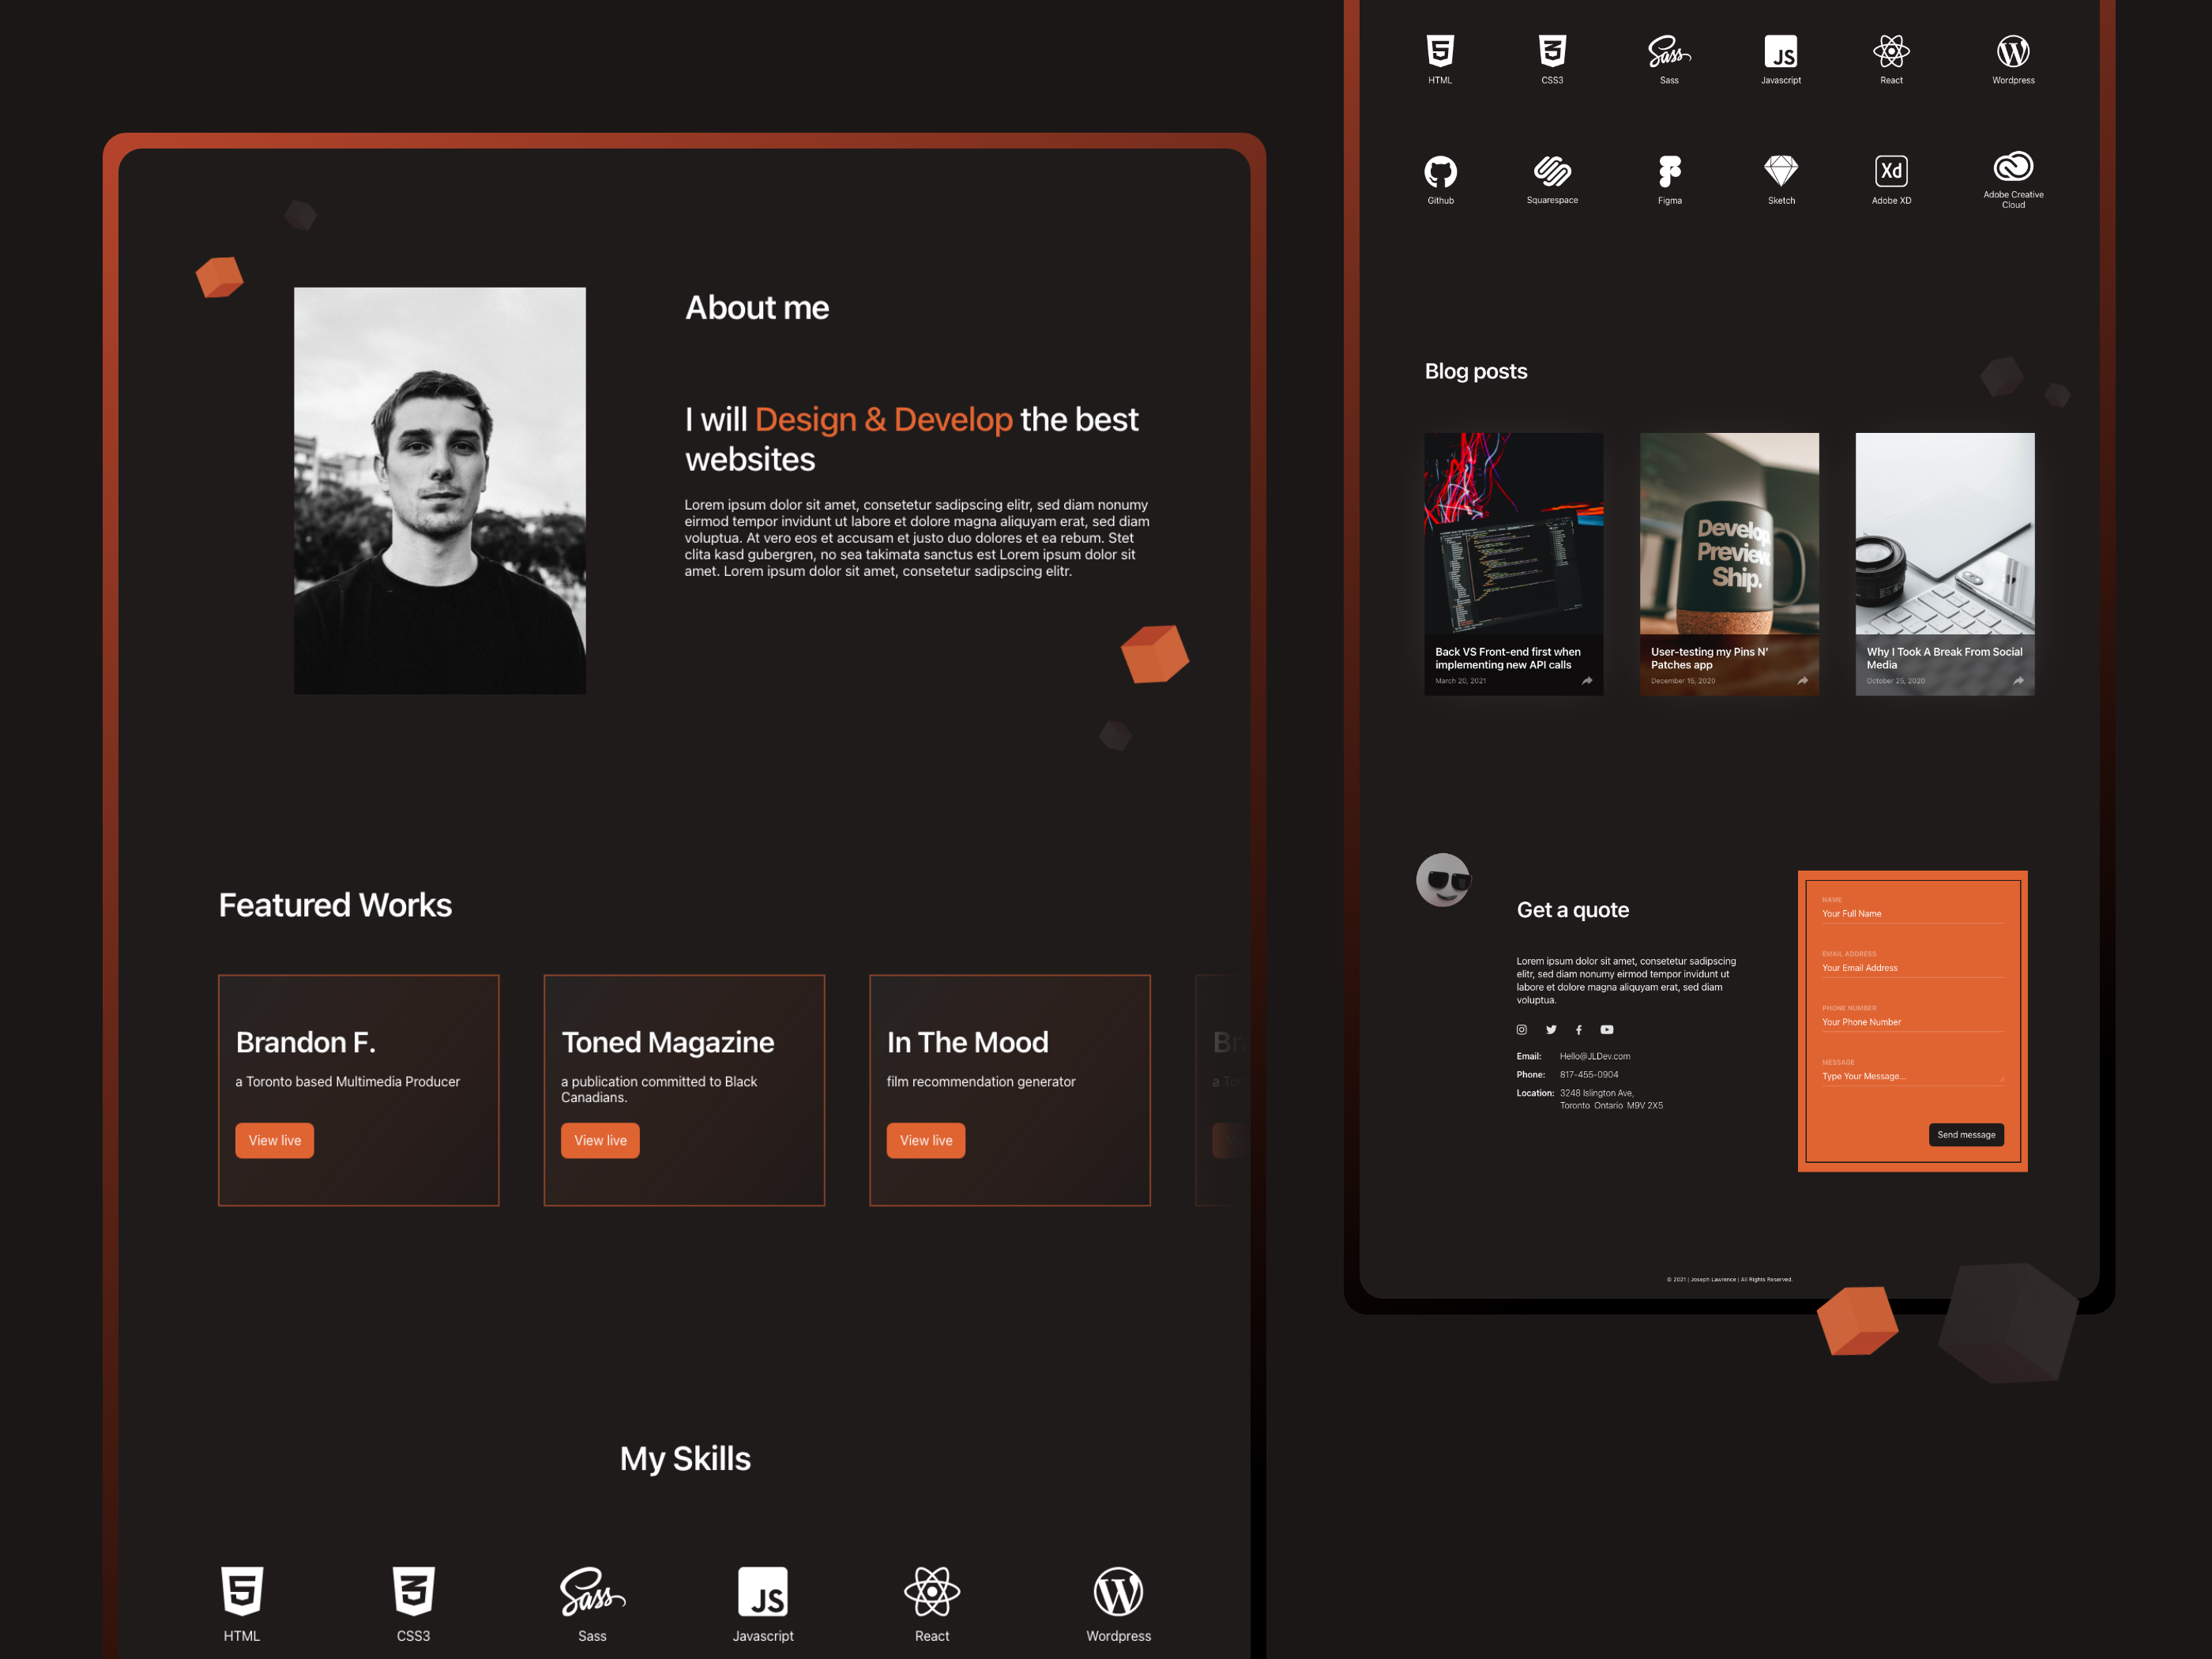 About me
I will Design & Develop the best
websites
Lorem ipsum dolor sit amet, consetetur sadipscing elitr, sed diam nonumy
eirmod tempor invidunt ut labore et dolore magna aliquyam erat, sed diam
voluptua. At vero eos et accusam et justo duo dolores et ea rebum. Stet
clita kasd gubergren, no sea takimata sanctus est Lorem ipsum dolor sit
amet. Lorem ipsum dolor sit amet, consetetur sadipscing elitr.
Featured Works
Brandon F.
a Toronto based Multimedia Producer
View live
Toned Magazine
a publication committed to Black
Canadians.
View live
In The Mood
film recommendation generator
View live
Br
a Tor
My Skills
5
3
Sass
JS
W
HTML
CSS3
Sass
Javascript
React
Wordpress
5
3
Sass
JS
W
HTML
CSS3
Sass
Javascript
React
Wordpress
Xd
Github
Squarespace
Figma
Sketch
Adobe XD
Adobe Creative
Cloud
Blog posts
Back VS Front-end first when
implementing new API calls
March 20, 2021
Develop.
Preview.
Ship.
User-testing my Pins N'
Patches app
December 15, 2020
Why I Took A Break From Social
Media
October 25, 2020
Get a quote
Lorem ipsum dolor sit amet, consetetur sadipscing
elitr, sed diam nonumy eirmod tempor invidunt ut
labore et dolore magna aliquyam erat, sed diam
voluptua.
Email: Hello@JLDev.com
Phone: 817-455-0904
Location: 3248 Islington Ave,
Toronto Ontario M9V 2X5
NAME
Your Full Name
EMAIL ADDRESS
Your Email Address
PHONE NUMBER
Your Phone Number
MESSAGE
Type Your Message...
Send message
© 2021 | Joseph Lawrence | All Rights Reserved.